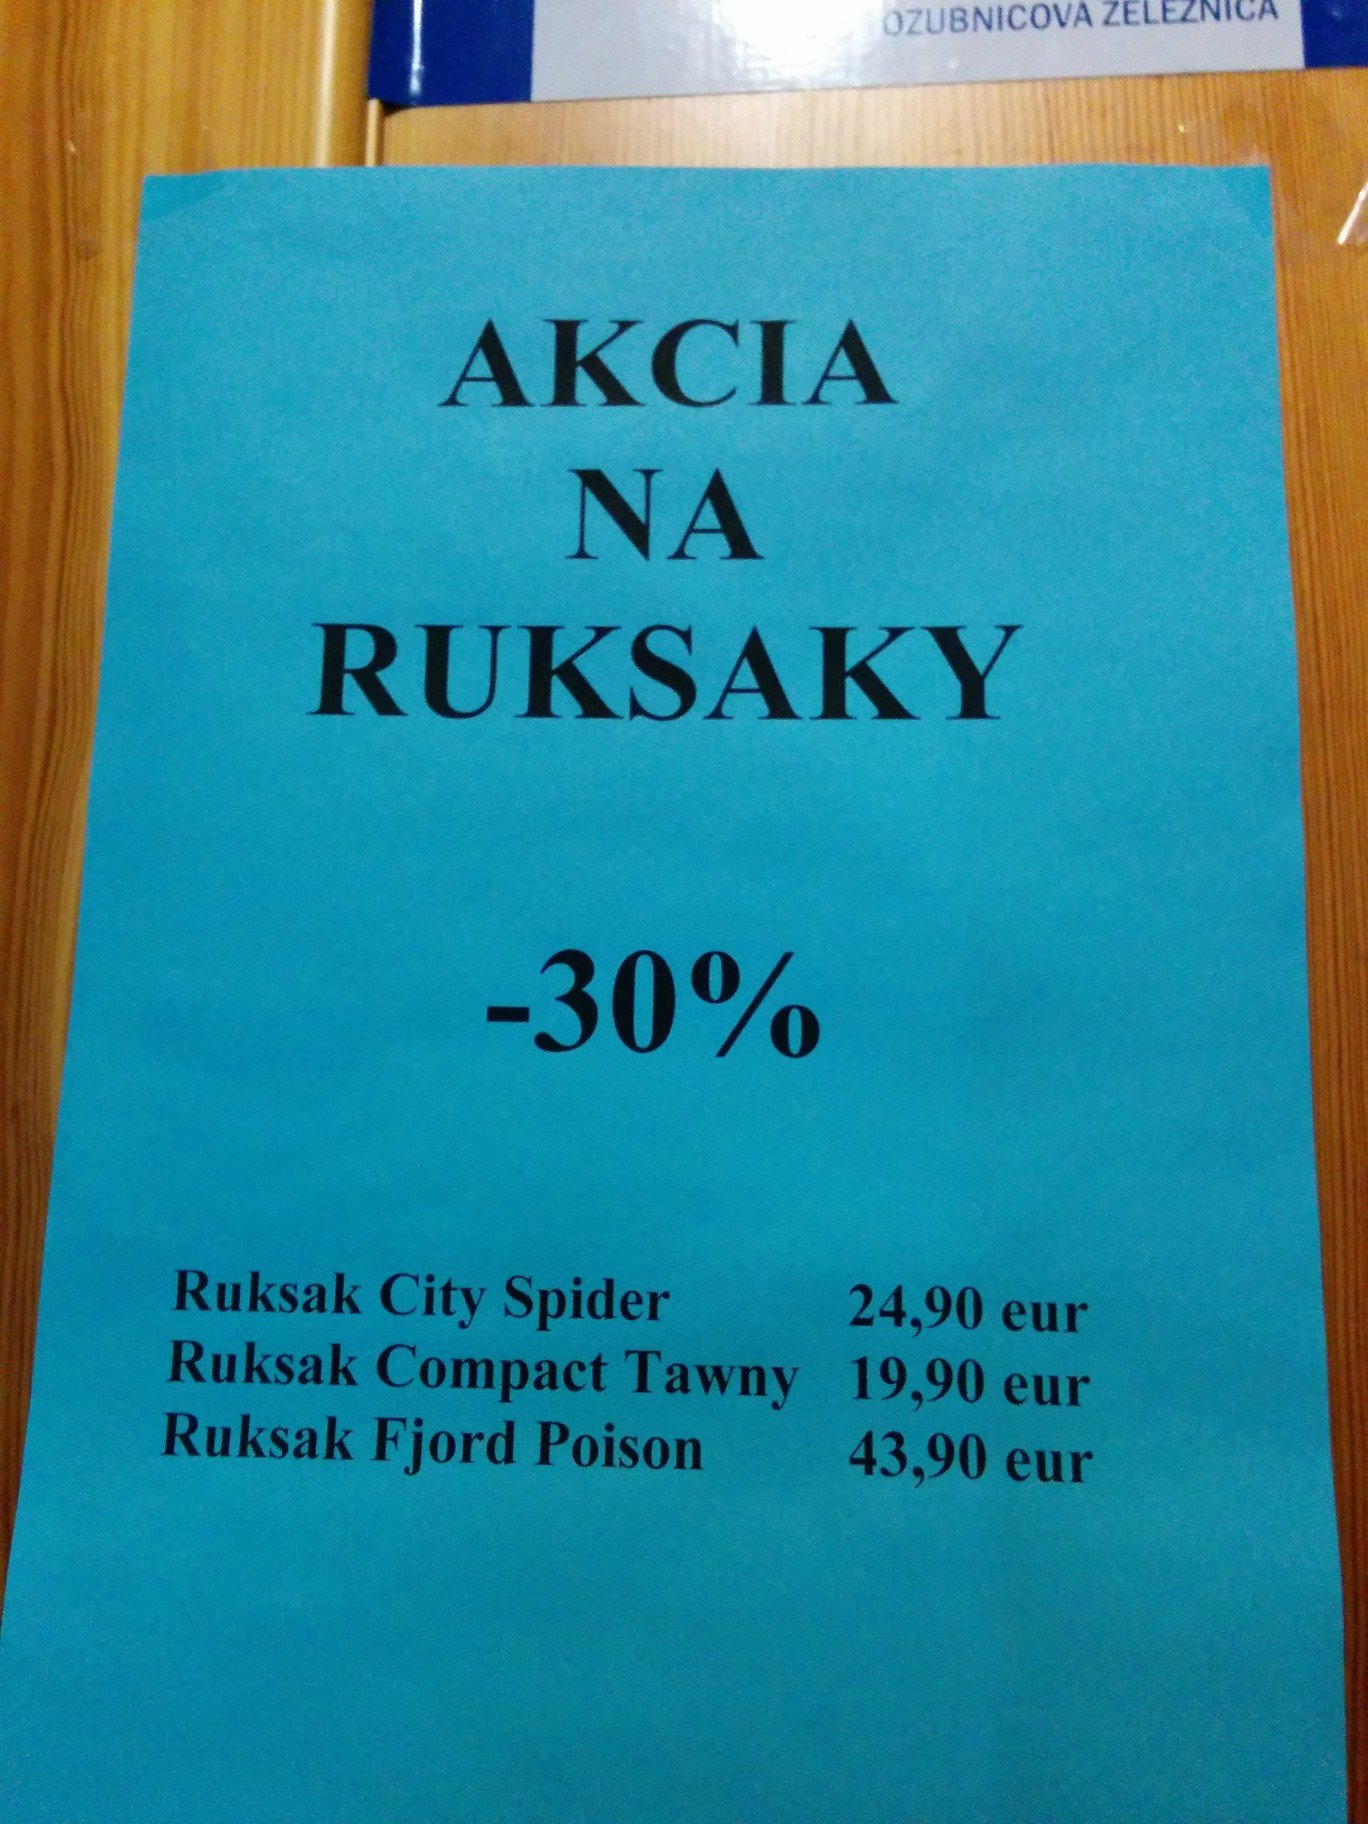 OZUBNICOVÁ ŽELEZNICA
AKCIA
NA
RUKSAKY
-30%
Ruksak City Spider 24,90 eur
Ruksak Compact Tawny 19,90 eur
Ruksak Fjord Poison 43,90 eur